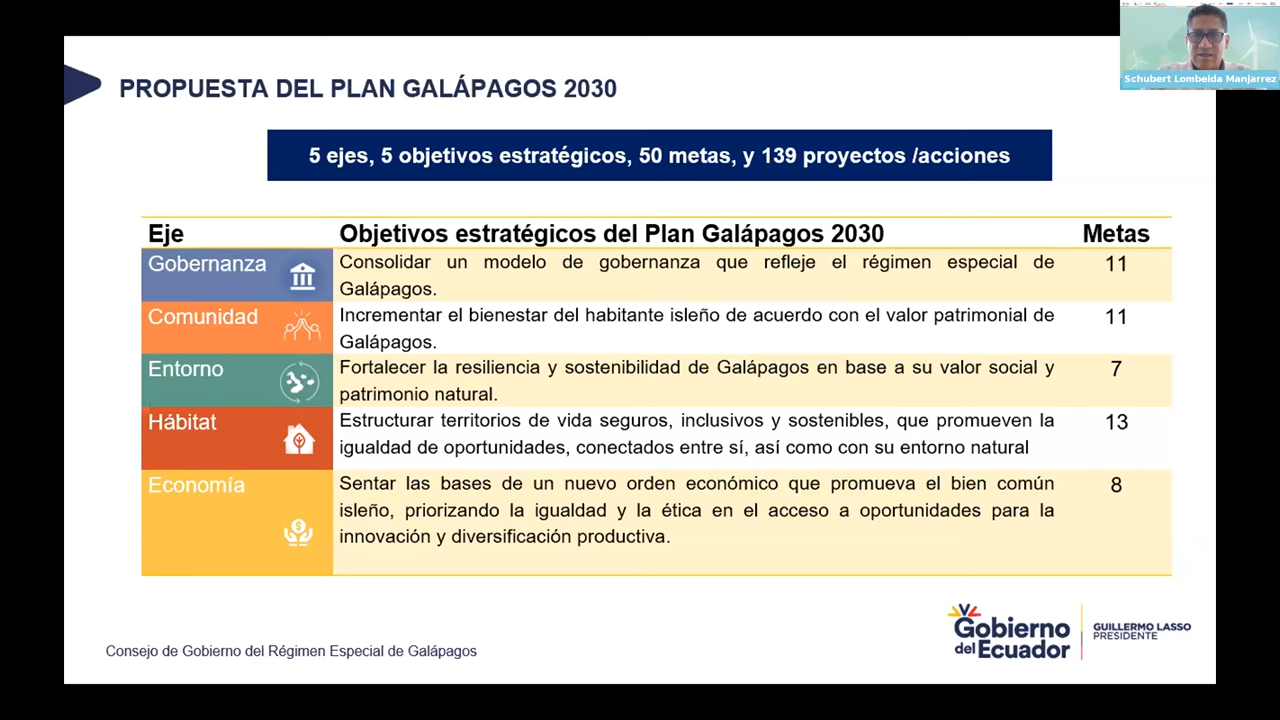 Schubert Lombeida Manjarrez
PROPUESTA DEL PLAN GALÁPAGOS 2030
5 ejes, 5 objetivos estratégicos, 50 metas, y 139 proyectos /acciones
Eje Objetivos estratégicos del Plan Galápagos 2030 Metas
Gobernanza Consolidar un modelo de gobernanza que refleje el régimen especial de 11
Galápagos.
Comunidad Incrementar el bienestar del habitante isleño de acuerdo con el valor patrimonial de 11
Galápagos.
Entorno Fortalecer la resiliencia y sostenibilidad de Galápagos en base a su valor social y 7
patrimonio natural.
Hábitat Estructurar territorios de vida seguros, inclusivos y sostenibles, que promueven la 13
igualdad de oportunidades, conectados entre sí, así como con su entorno natural
Economía Sentar las bases de un nuevo orden económico que promueva el bien común 8
isleño, priorizando la igualdad y la ética en el acceso a oportunidades para la
innovación y diversificación productiva.
Gobierno
del Ecuador
GUILLERMO LASSO
PRESIDENTE
Consejo de Gobierno del Régimen Especial de Galápagos